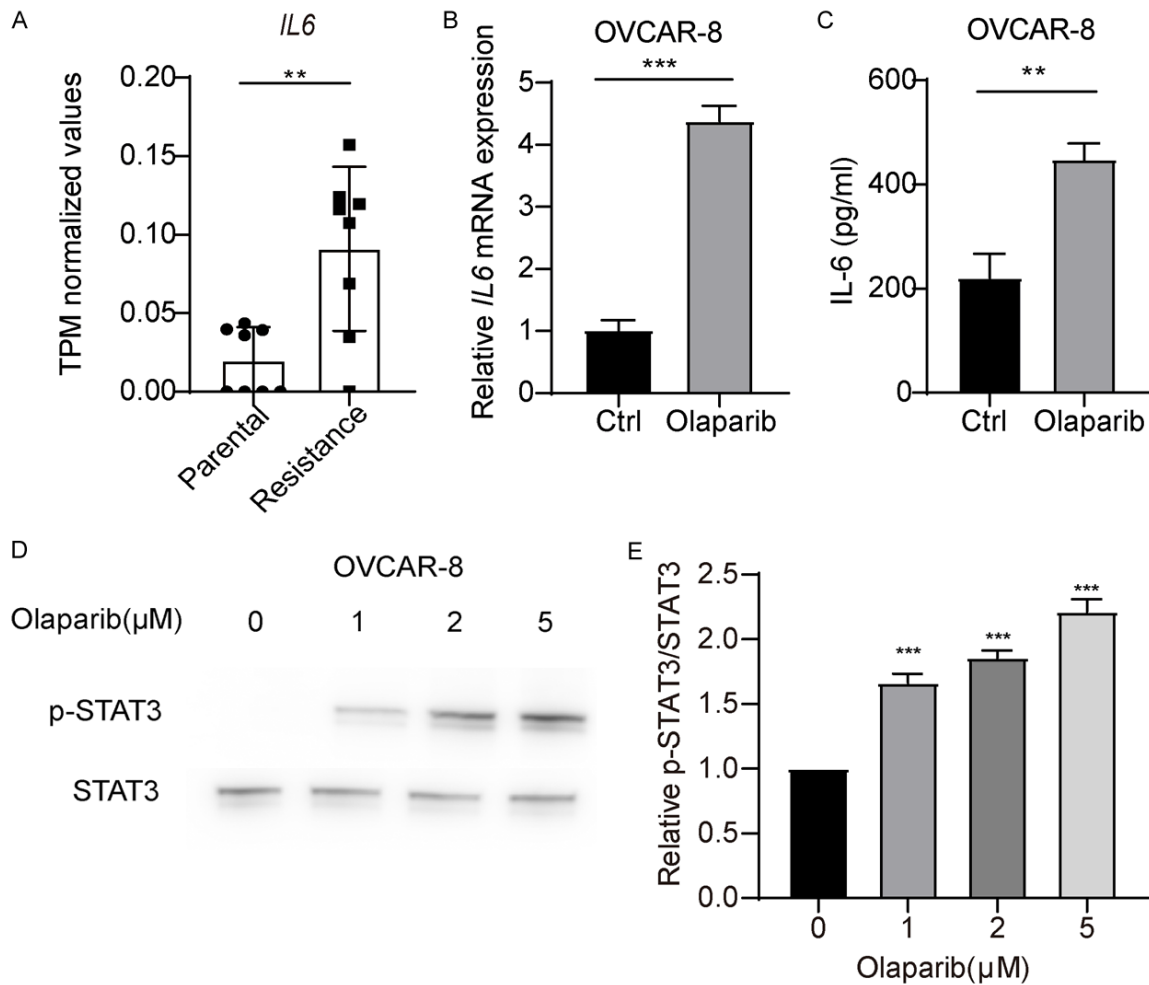 A
IL6
**
TPM normalized values
0.20
0.15
0.10
0.05
0.00
Parental
Resistance
B
OVCAR-8
***
Relative IL6 mRNA expression
5
4
3
2
1
0
Ctrl
Olaparib
C
OVCAR-8
**
IL-6 (pg/ml)
600
400
200
0
Ctrl
Olaparib
D
OVCAR-8
Olaparib(μM) 0 1 2 5
p-STAT3
STAT3
E
Relative p-STAT3/STAT3
2.5
2.0
1.5
1.0
0.5
0.0
***
***
***
0 1 2 5
Olaparib(μM)